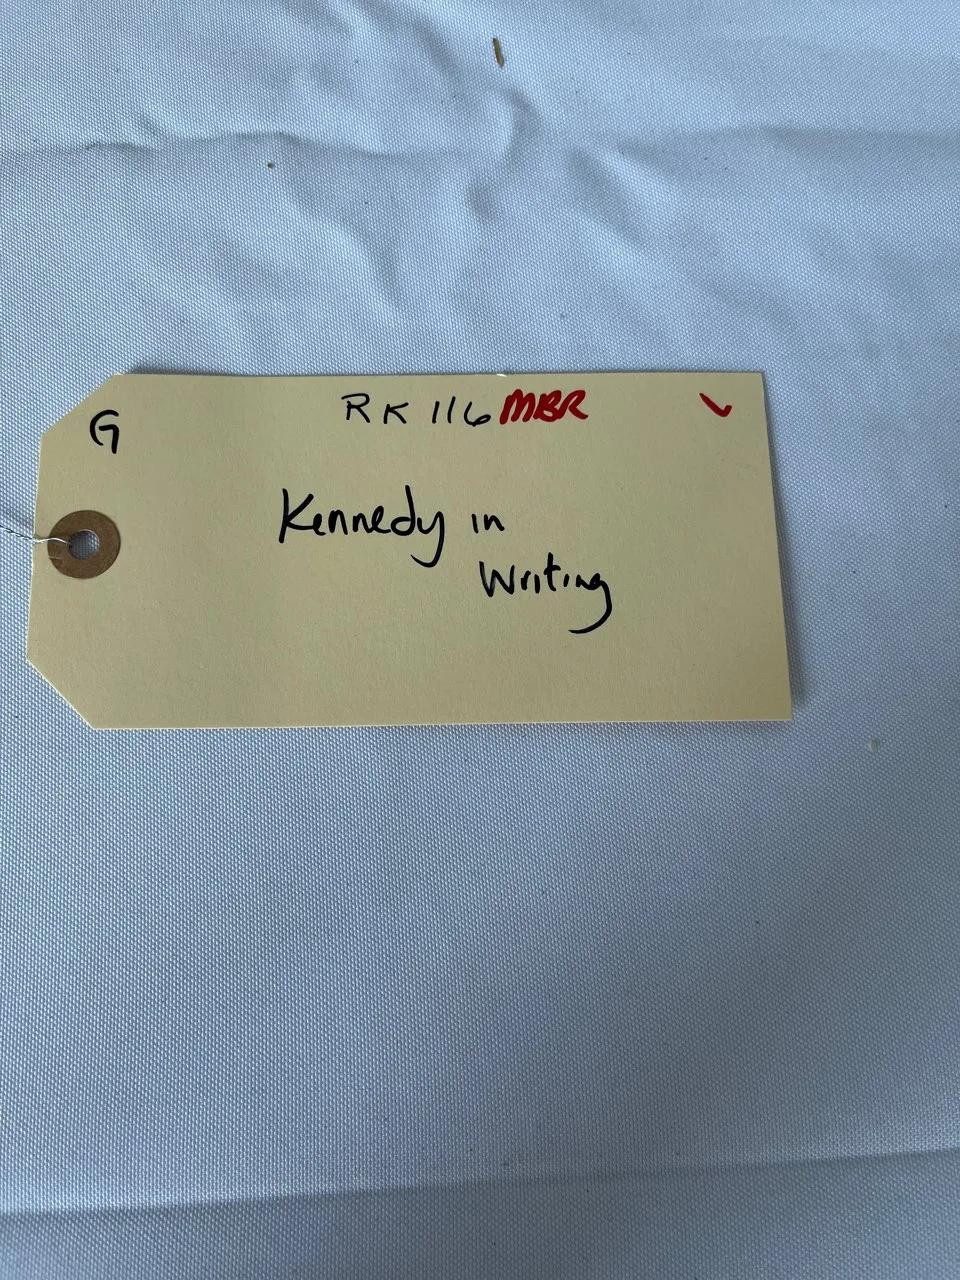 G
RK 116 MBR ✓
Kennedy in
Writing